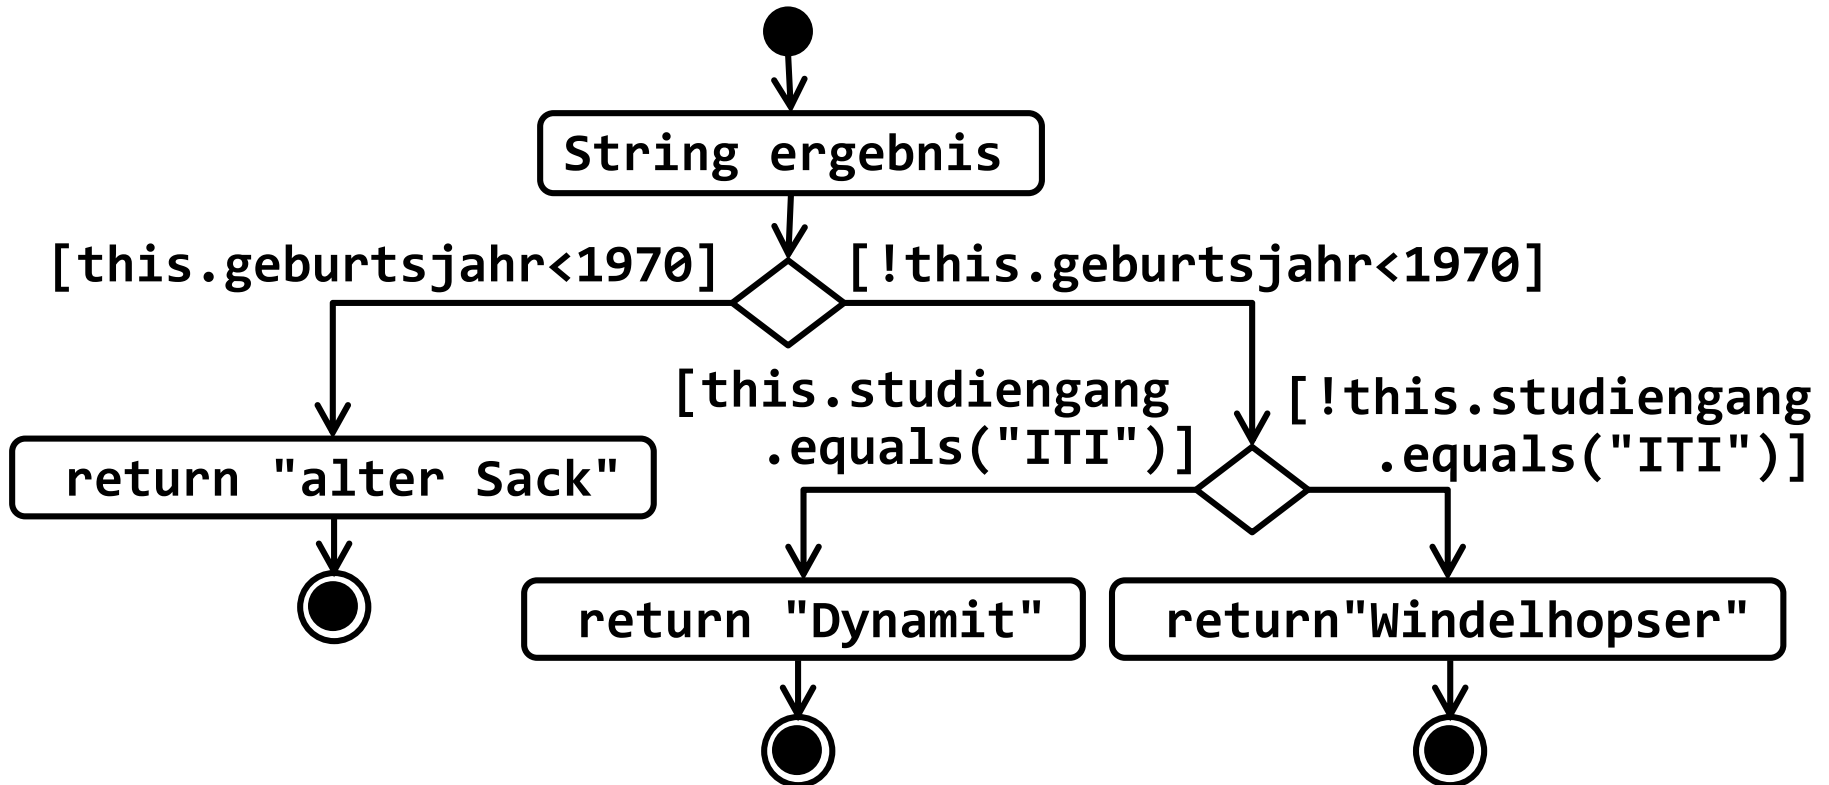 String ergebnis
[this.geburtsjahr<1970]
[!this.geburtsjahr<1970]
[this.studiengang
.equals("ITI")]
[!this.studiengang
.equals("ITI")]
return "alter Sack"
return "Dynamit"
return"Windelhopser"